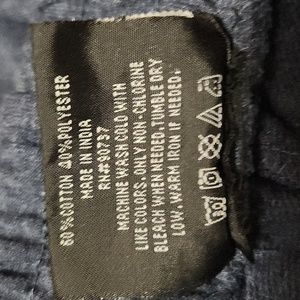 60%COTTON 40%POLYESTER
MADE IN INDIA
RN#90737
MACHINE WASH COLD WITH
LIKE COLORS. ONLY NON-CHLORINE
BLEACH WHEN NEEDED. TUMBLE DRY
LOW. WARM IRON IF NEEDED.